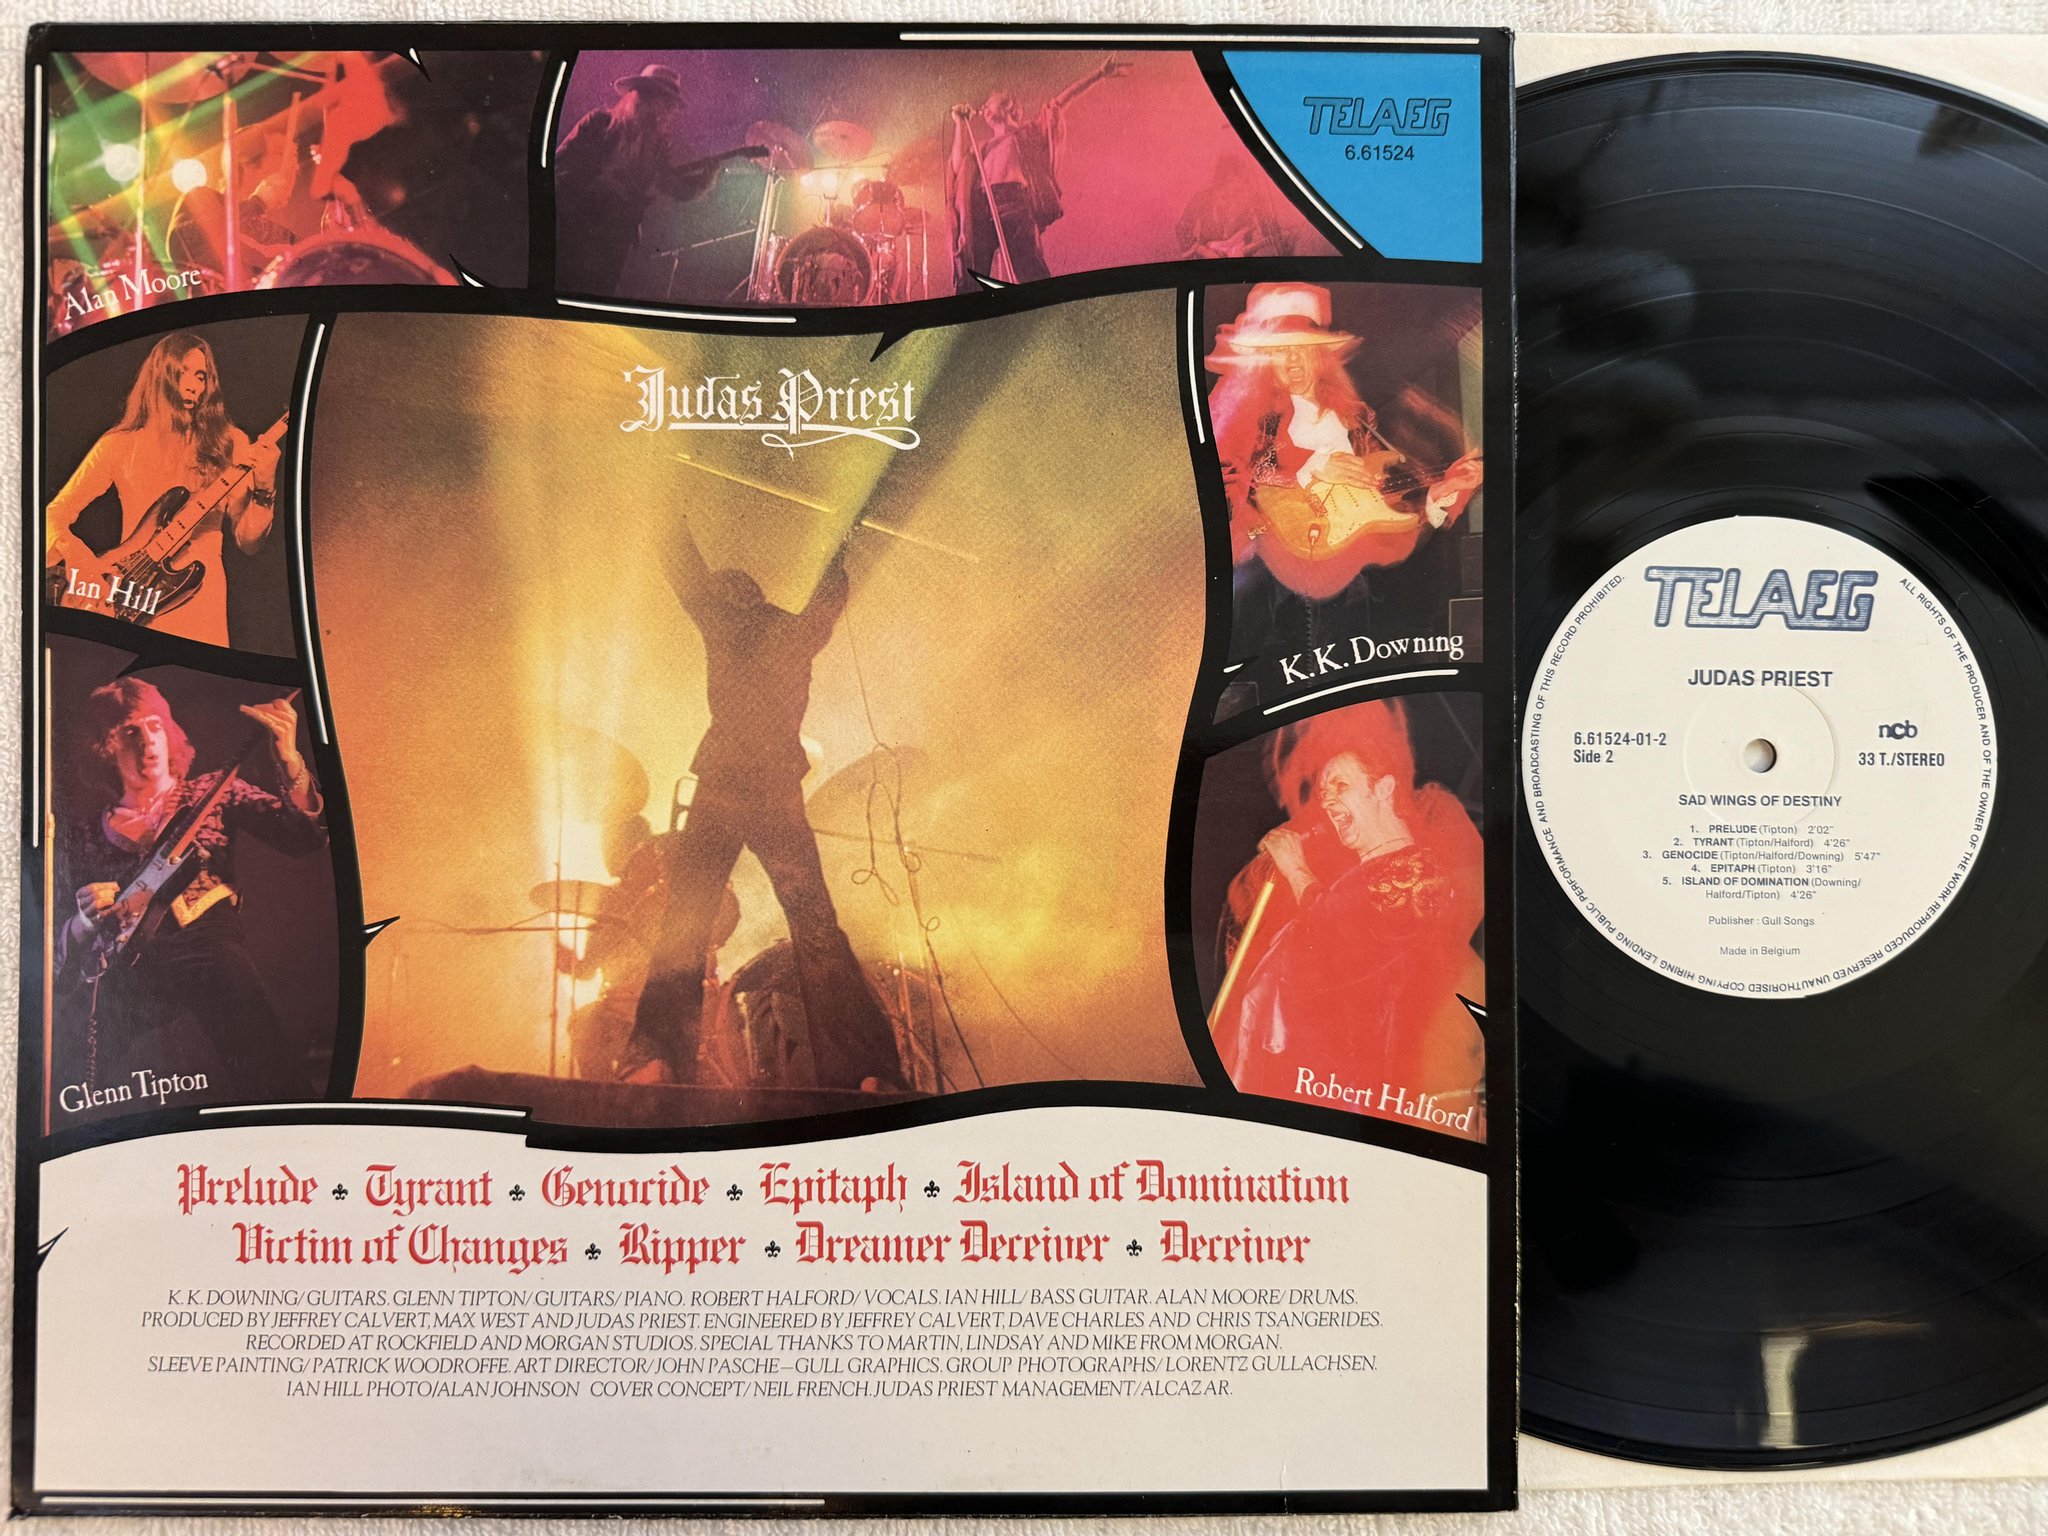 TELAEG
6.61524
Alan Moore
Judas Priest
Ian Hill
K.K. Downing
Glenn Tipton
Robert Halford
Prelude Tyrant Genocide Epitaph Island of Domination
Victim of Changes Ripper Dreamer Deceiver Deceiver
K. K. DOWNING/ GUITARS. GLENN TIPTON/ GUITARS/ PIANO. ROBERT HALFORD/ VOCALS. IAN HILL/ BASS GUITAR. ALAN MOORE/ DRUMS.
PRODUCED BY JEFFREY CALVERT, MAX WEST AND JUDAS PRIEST. ENGINEERED BY JEFFREY CALVERT, DAVE CHARLES AND CHRIS TSANGERIDES.
RECORDED AT ROCKFIELD AND MORGAN STUDIOS. SPECIAL THANKS TO MARTIN, LINDSAY AND MIKE FROM MORGAN.
SLEEVE PAINTING/ PATRICK WOODROFFE. ART DIRECTOR/ JOHN PASCHE—GULL GRAPHICS. GROUP PHOTOGRAPHS/ LORENTZ GULLACHSEN.
IAN HILL PHOTO/ALAN JOHNSON COVER CONCEPT/ NEIL FRENCH. JUDAS PRIEST MANAGEMENT/ALCAZAR.
TELAEG
JUDAS PRIEST
6.61524-01-2
Side 2
ncb
33 T./STEREO
SAD WINGS OF DESTINY
1. PRELUDE (Tipton) 2'02"
2. TYRANT (Tipton/Halford) 4'26"
3. GENOCIDE (Tipton/Halford/Downing) 5'47"
4. EPITAPH (Tipton) 3'16"
5. ISLAND OF DOMINATION (Downing/
Halford/Tipton) 4'26"
Publisher : Gull Songs
Made in Belgium
ALL RIGHTS OF THE PRODUCER AND OF THE OWNER OF THE WORK REPRODUCED RESERVED UNAUTHORISED COPYING HIRING LENDING PUBLIC PERFORMANCE AND BROADCASTING OF THIS RECORD PROHIBITED.